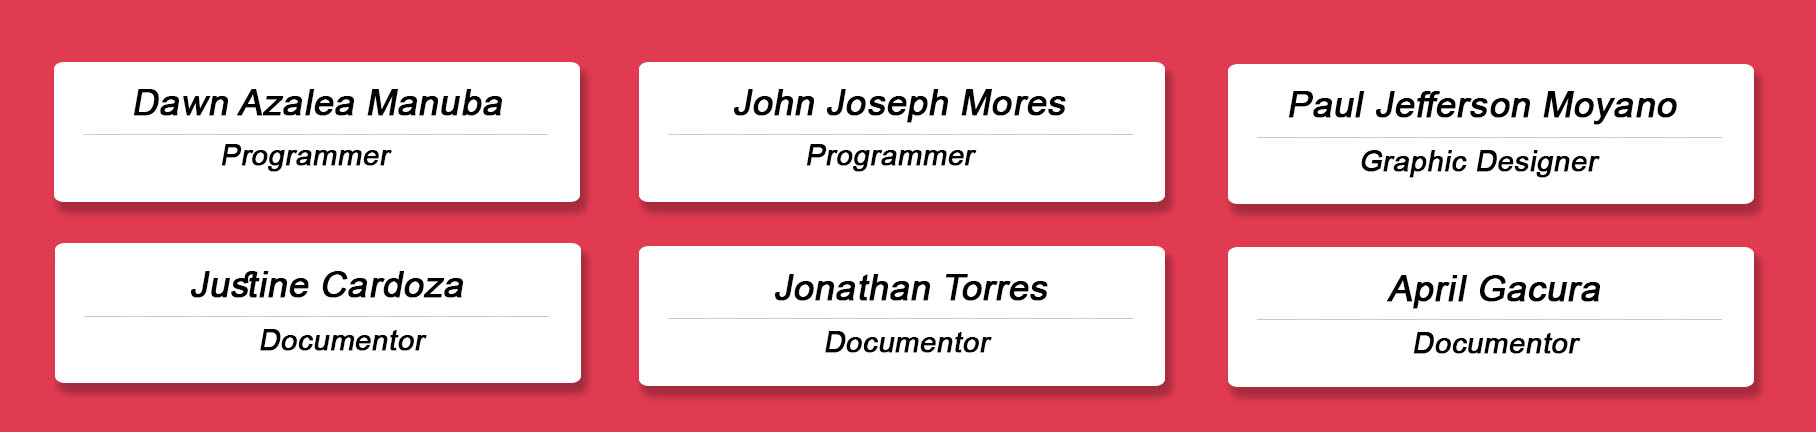 Dawn Azalea Manuba
Programmer
John Joseph Mores
Programmer
Paul Jefferson Moyano
Graphic Designer
Justine Cardoza
Documentor
Jonathan Torres
Documentor
April Gacura
Documentor